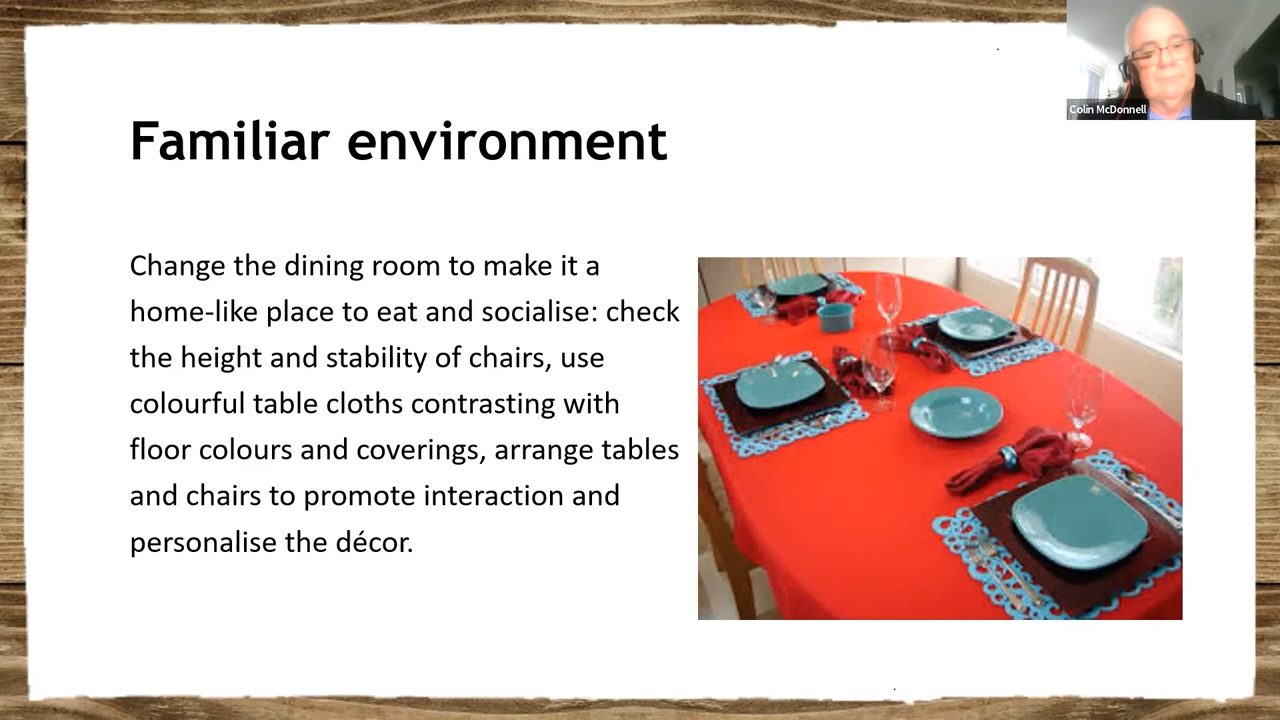 Colin McDonnell
Familiar environment
Change the dining room to make it a
home-like place to eat and socialise: check
the height and stability of chairs, use
colourful table cloths contrasting with
floor colours and coverings, arrange tables
and chairs to promote interaction and
personalise the décor.